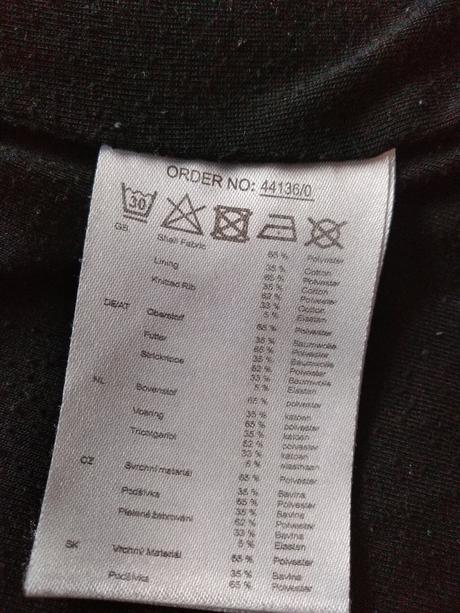 ORDER NO: 44136/0
30
GB Shell Fabric 65 % Polyester
35 % Cotton
Lining 65 % Polyester
35 % Cotton
Knitted Rib 62 % Polyester
33 % Cotton
5 % Elastan
DE/AT Oberstoff 65 % Polyester
35 % Baumwolle
Futter 65 % Polyester
35 % Baumwolle
Strickrippe 62 % Polyester
33 % Baumwolle
5 % Elastan
NL Bovenstof 65 % polyester
35 % katoen
Voering 65 % polyester
35 % katoen
62 % polyester
33 % katoen
5 % elasthaan
CZ Svrchní materiál 65 % Polyester
35 % Bavlna
Podšívka 65 % Polyester
35 % Bavlna
Pletené žebrování 62 % Polyester
33 % Bavlna
5 % Elastan
SK Vrchný Materiál 65 % Polyester
35 % Bavlna
Podšívka 65 % Polyester